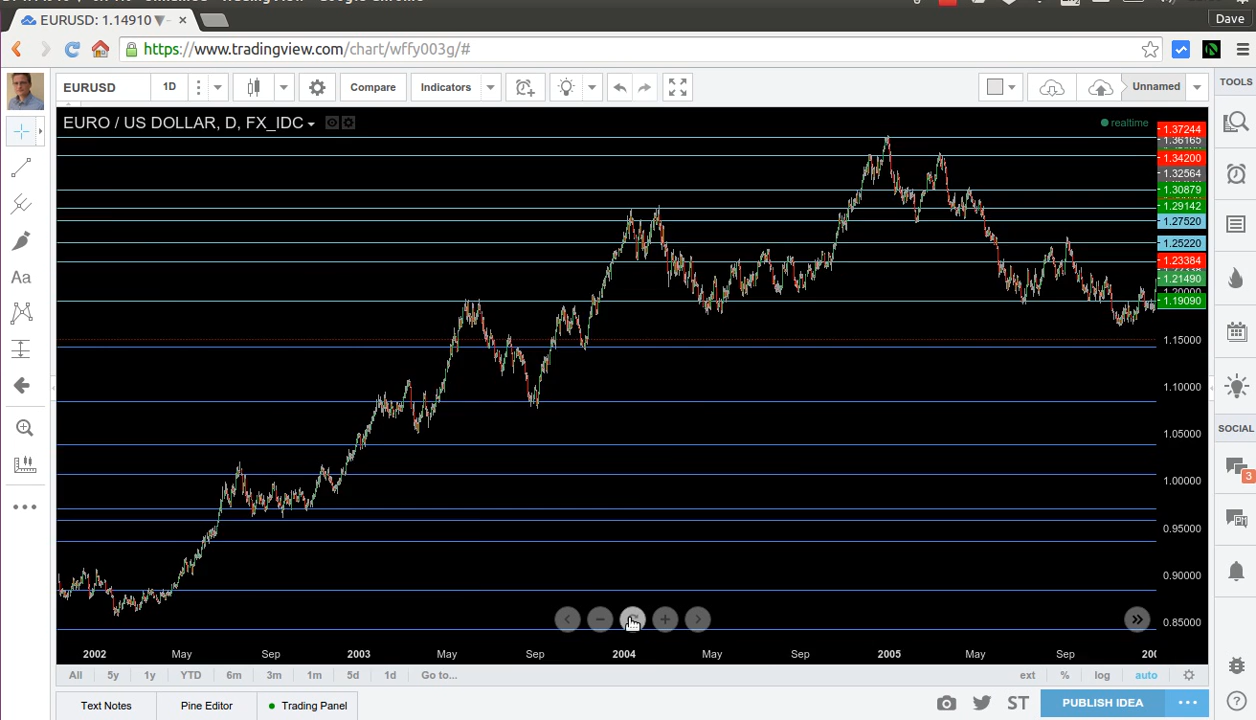 EURUSD: 1.14910
Dave
https://www.tradingview.com/chart/wffy003g/#
EURUSD
1D
Compare
Indicators
Unnamed
TOOLS
EURO / US DOLLAR, D, FX_IDC
realtime
1.37244
1.36165
1.34200
1.32564
1.30879
1.29142
1.27520
1.25220
1.23384
1.21490
1.19090
1.15000
1.10000
1.05000
1.00000
0.95000
0.90000
0.85000
Aa
SOCIAL
3
2002 May Sep 2003 May Sep 2004 May Sep 2005 May Sep
All 5y 1y YTD 6m 3m 1m 5d 1d Go to... ext % log auto
Text Notes Pine Editor Trading Panel ST PUBLISH IDEA